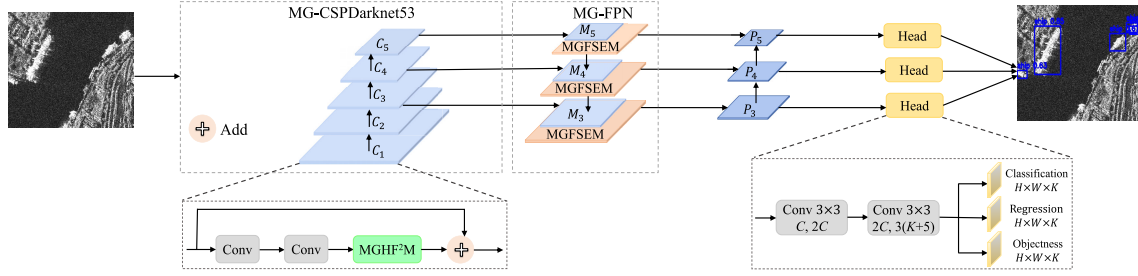 MG-CSPDarknet53
MG-FPN
C₅
C₄
C₃
C₂
C₁
Add
M₅
MGFSEM
M₄
MGFSEM
M₃
MGFSEM
P₅
P₄
P₃
Head
Head
Head
Conv
Conv
MGHF²M
Conv 3×3
C, 2C
Conv 3×3
2C, 3(K+5)
Classification
H×W×K
Regression
H×W×K
Objectness
H×W×K